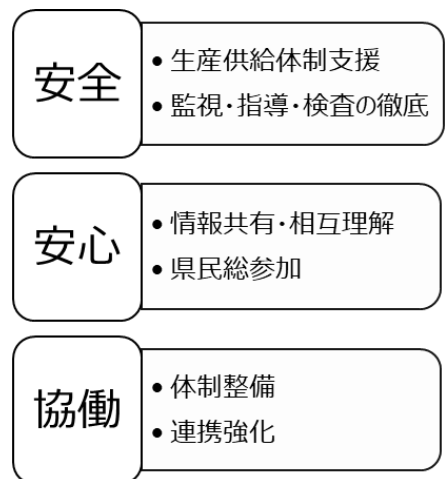 安全
• 生産供給体制支援
• 監視・指導・検査の徹底
安心
• 情報共有・相互理解
• 県民総参加
協働
• 体制整備
• 連携強化